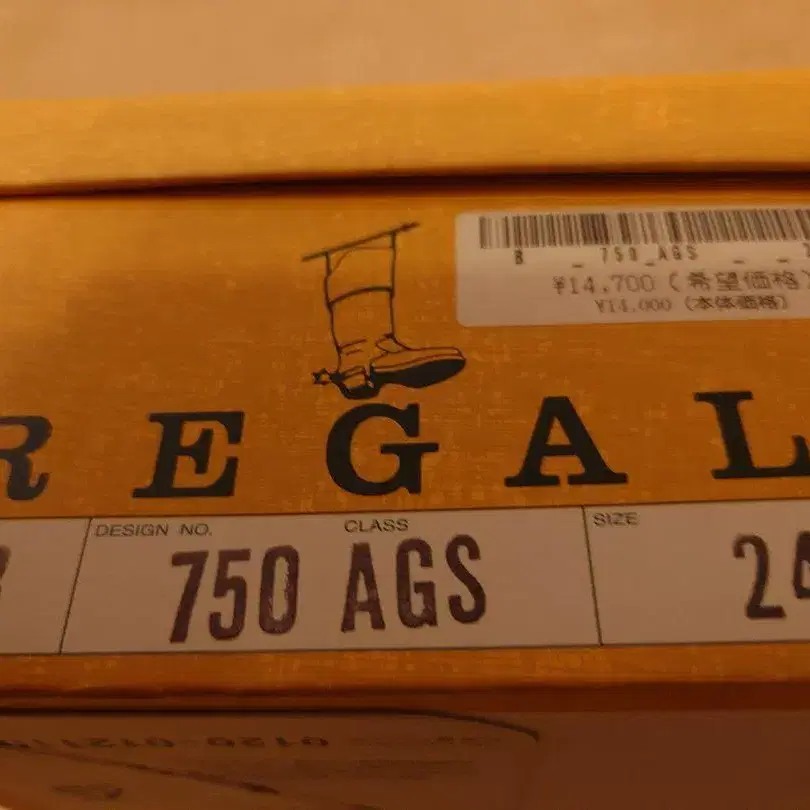 B _ 750_AGS _ _
¥14,700 (希望価格)
¥14,000 (本体価格)
REGAL
DESIGN NO. CLASS SIZE
750 AGS 24